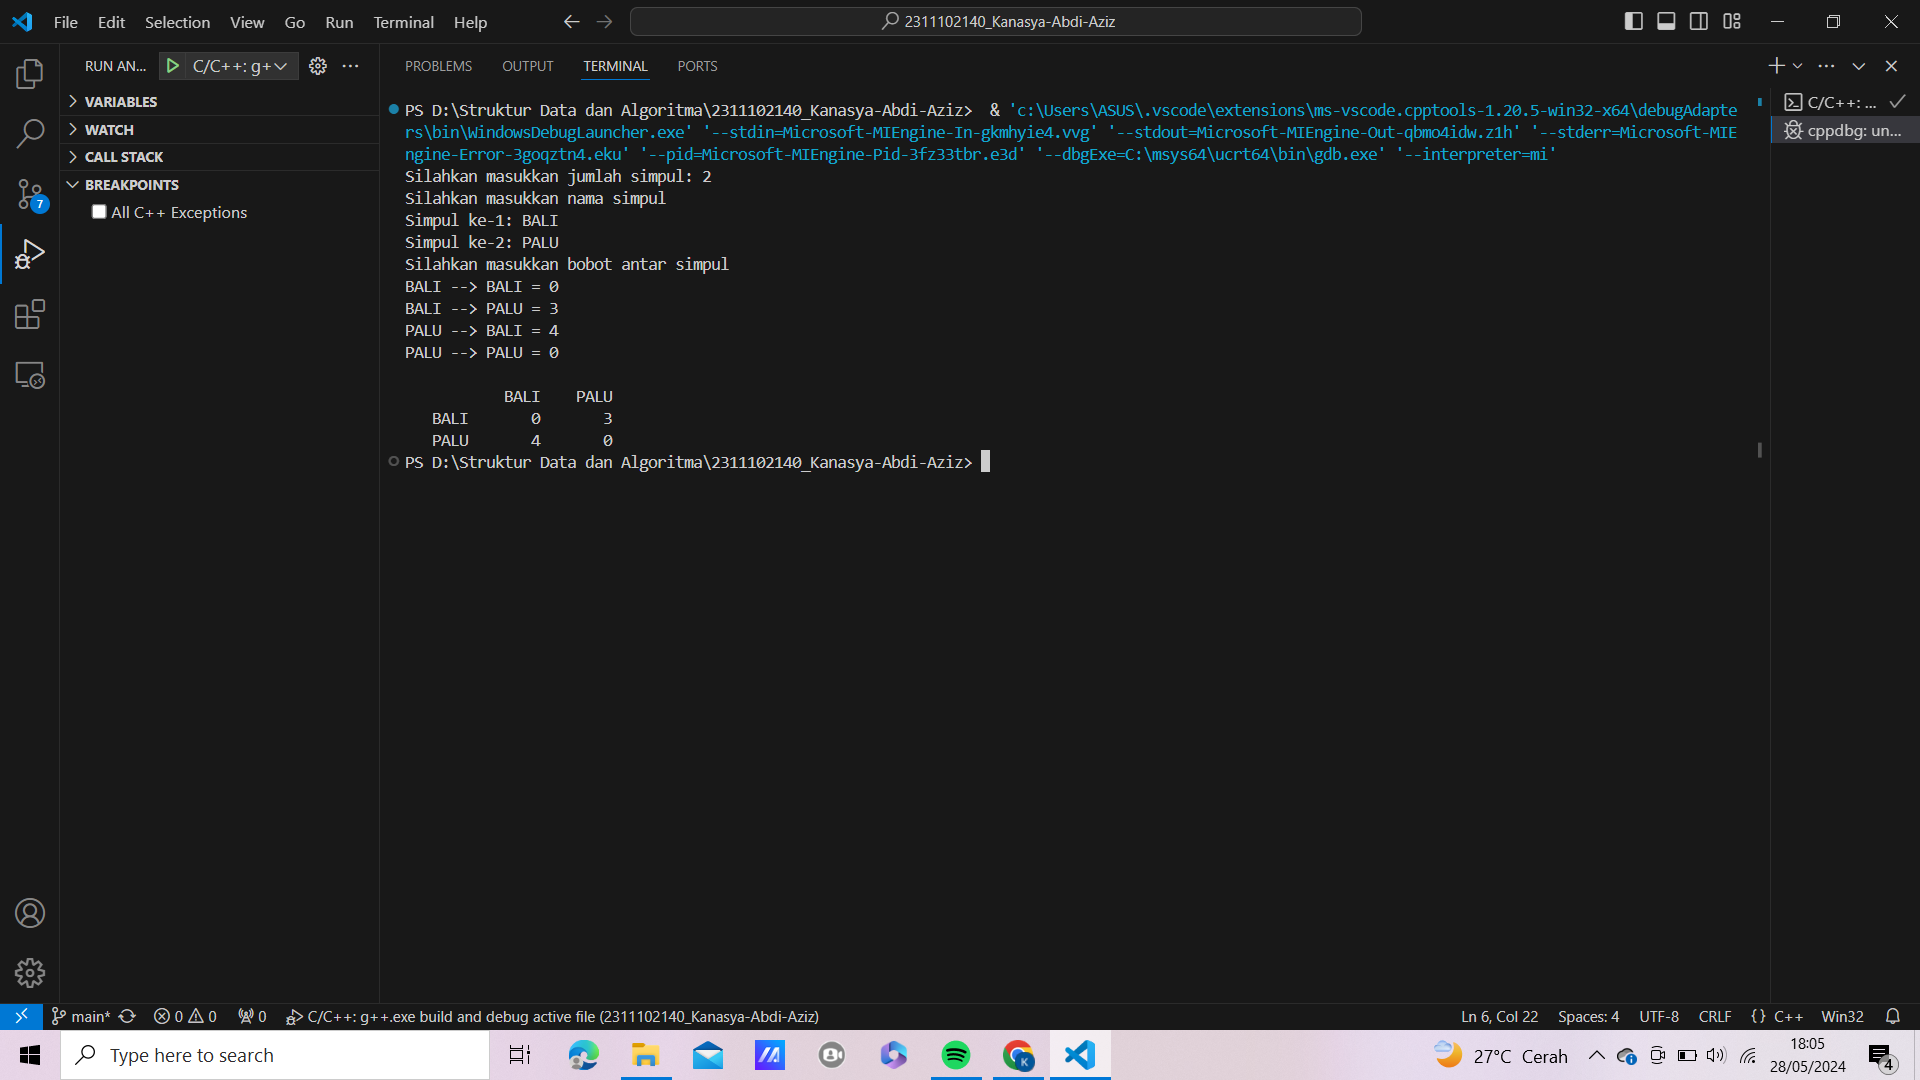 File Edit Selection View Go Run Terminal Help
2311102140_Kanasya-Abdi-Aziz
RUN AN...
C/C++: g+
VARIABLES
WATCH
CALL STACK
BREAKPOINTS
All C++ Exceptions
7
PROBLEMS OUTPUT TERMINAL PORTS
PS D:\Struktur Data dan Algoritma\2311102140_Kanasya-Abdi-Aziz>  & 'c:\Users\ASUS\.vscode\extensions\ms-vscode.cpptools-1.20.5-win32-x64\debugAdapte
rs\bin\WindowsDebugLauncher.exe' '--stdin=Microsoft-MIEngine-In-gkmhyie4.vvg' '--stdout=Microsoft-MIEngine-Out-qbmo4idw.z1h' '--stderr=Microsoft-MIE
ngine-Error-3goqztn4.eku' '--pid=Microsoft-MIEngine-Pid-3fz33tbr.e3d' '--dbgExe=C:\msys64\ucrt64\bin\gdb.exe' '--interpreter=mi'
Silahkan masukkan jumlah simpul: 2
Silahkan masukkan nama simpul
Simpul ke-1: BALI
Simpul ke-2: PALU
Silahkan masukkan bobot antar simpul
BALI --> BALI = 0
BALI --> PALU = 3
PALU --> BALI = 4
PALU --> PALU = 0
BALI PALU
BALI 0 3
PALU 4 0
PS D:\Struktur Data dan Algoritma\2311102140_Kanasya-Abdi-Aziz>
C/C++: ...
cppdbg: un...
main* 0 0 0 C/C++: g++.exe build and debug active file (2311102140_Kanasya-Abdi-Aziz)
Ln 6, Col 22 Spaces: 4 UTF-8 CRLF {} C++ Win32
Type here to search
27°C Cerah
18:05
28/05/2024
4